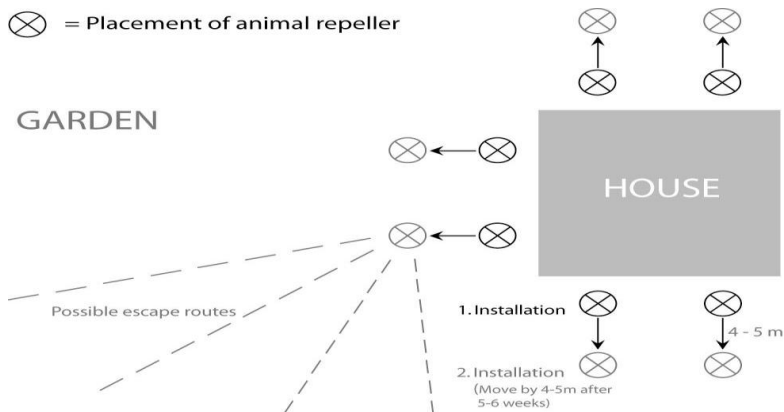 = Placement of animal repeller
GARDEN
HOUSE
Possible escape routes
1. Installation
4 - 5 m
2. Installation
(Move by 4-5m after
5-6 weeks)